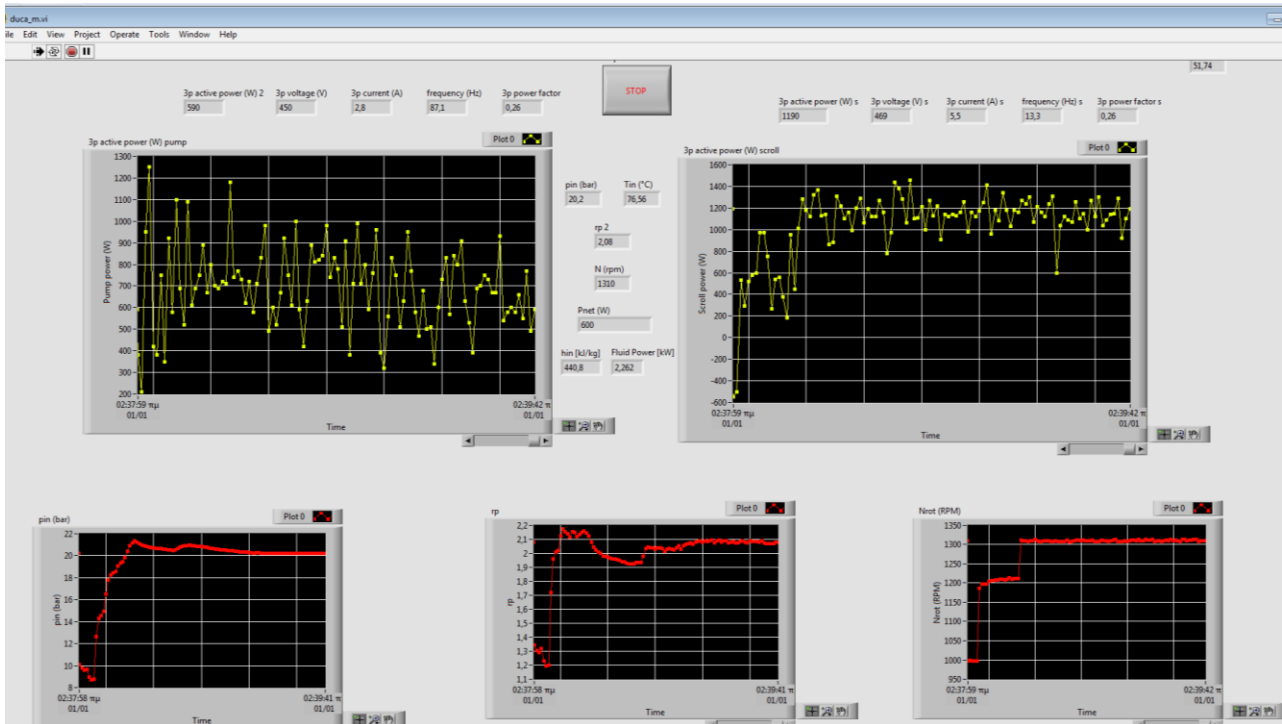 duca_m.vi
File Edit View Project Operate Tools Window Help
STOP
51,74
3p active power (W) 2 3p voltage (V) 3p current (A) frequency (Hz) 3p power factor
590 450 2,8 87,1 0,26
3p active power (W) s 3p voltage (V) s 3p current (A) s frequency (Hz) s 3p power factor s
1190 469 5,5 13,3 0,26
3p active power (W) pump
Plot 0
1300
1200
1100
1000
900
800
700
600
500
400
300
200
Pump power (W)
02:37:59 πμ 02:39:42 π
01/01 01/01
Time
pin (bar) Tin (°C)
20,2 76,56
rp 2
2,08
N (rpm)
1310
Pnet (W)
600
hin [kJ/kg] Fluid Power [kW]
440,8 2,262
3p active power (W) scroll
Plot 0
1600
1400
1200
1000
800
600
400
200
0
-200
-400
-600
Scroll power (W)
02:37:59 πμ 02:39:42 π
01/01 01/01
Time
pin (bar)
Plot 0
22
20
18
16
14
12
10
8
pin (bar)
02:37:58 πμ 02:39:41 π
01/01 01/01
Time
rp
Plot 0
2,2
2,1
2
1,9
1,8
1,7
1,6
1,5
1,4
1,3
1,2
1,1
rp
02:37:58 πμ 02:39:41 π
01/01 01/01
Time
Nrot (RPM)
Plot 0
1350
1300
1250
1200
1150
1100
1050
1000
950
Nrot (RPM)
02:37:59 πμ 02:39:42 π
01/01 01/01
Time